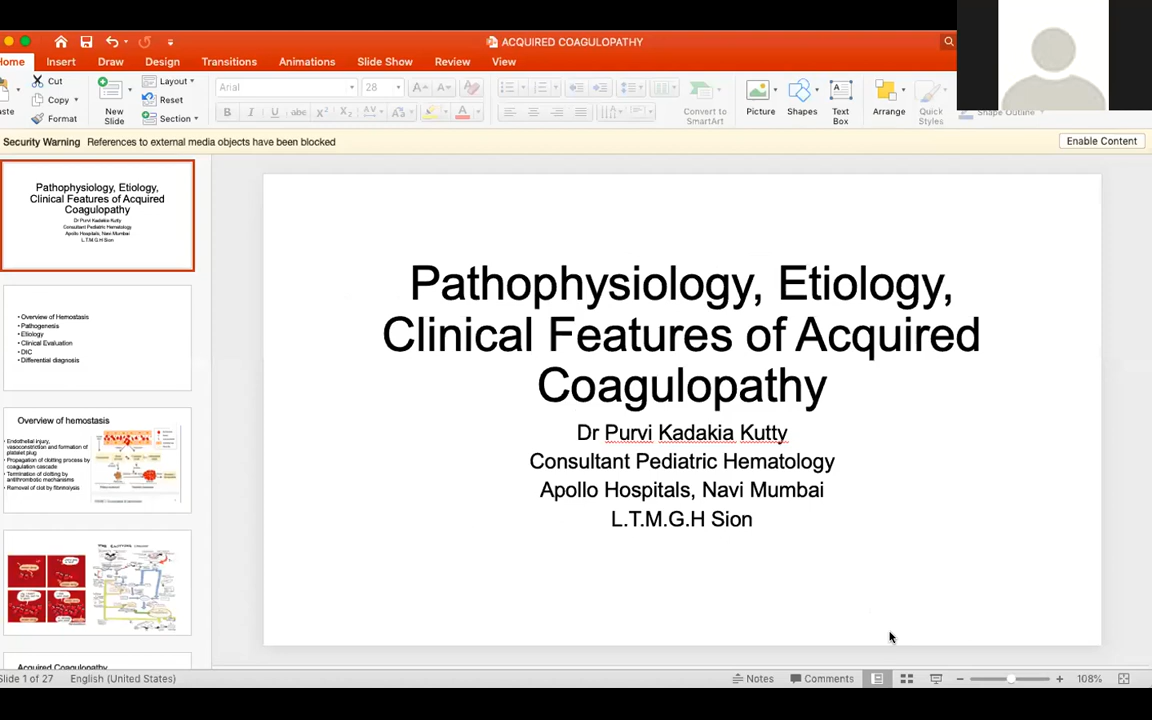 ACQUIRED COAGULOPATHY
Home Insert Draw Design Transitions Animations Slide Show Review View
Cut
Copy
Format
New
Slide
Layout
Reset
Section
Arial
28
Convert to
SmartArt
Picture
Shapes
Text
Box
Arrange
Quick
Styles
Shape Outline
Security Warning References to external media objects have been blocked
Enable Content
Pathophysiology, Etiology,
Clinical Features of Acquired
Coagulopathy
Dr Purvi Kadakia Kutty
Consultant Pediatric Hematology
Apollo Hospitals, Navi Mumbai
L.T.M.G.H Sion
• Overview of Hemostasis
• Pathogenesis
• Etiology
• Clinical Evaluation
• DIC
• Differential diagnosis
Overview of hemostasis
• Endothelial injury,
vasoconstriction and formation of
platelet plug
• Propagation of clotting process by
coagulation cascade
• Termination of clotting by
antithrombotic mechanisms
• Removal of clot by fibrinolysis
Acquired Coagulopathy
Pathophysiology, Etiology,
Clinical Features of Acquired
Coagulopathy
Dr Purvi Kadakia Kutty
Consultant Pediatric Hematology
Apollo Hospitals, Navi Mumbai
L.T.M.G.H Sion
Slide 1 of 27 English (United States)
Notes Comments 108%